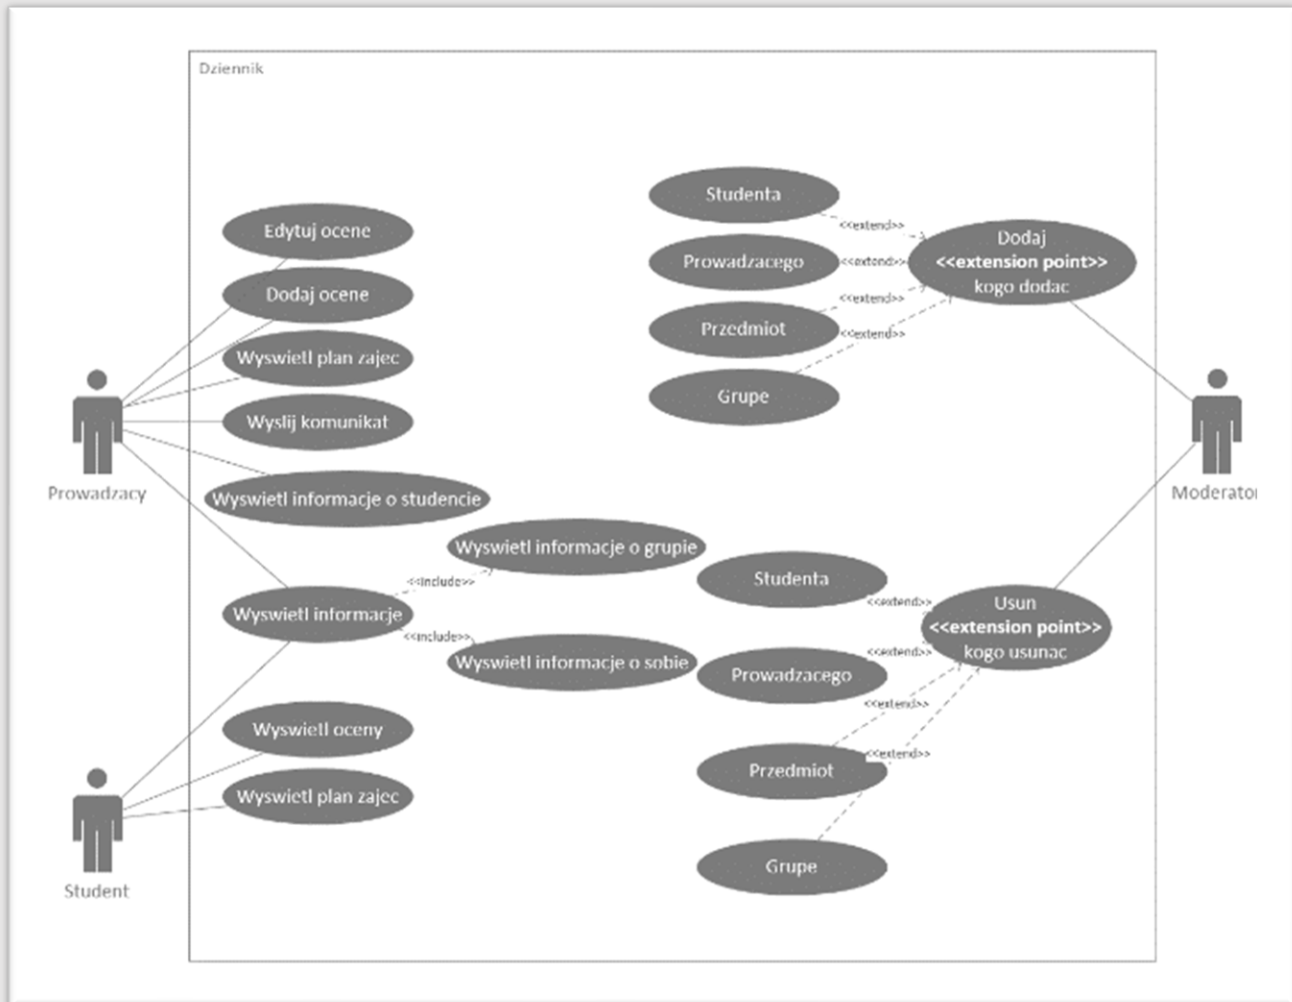 Dziennik
Edytuj ocene
Dodaj ocene
Wyswietl plan zajec
Wyslij komunikat
Wyswietl informacje o studencie
Prowadzacy
Wyswietl informacje
<<include>>
<<include>>
Wyswietl informacje o grupie
Wyswietl informacje o sobie
Wyswietl oceny
Wyswietl plan zajec
Student
Studenta
Prowadzacego
Przedmiot
Grupe
<<extend>>
<<extend>>
<<extend>>
<<extend>>
Dodaj
<<extension point>>
kogo dodac
Moderator
Studenta
Prowadzacego
Przedmiot
Grupe
<<extend>>
<<extend>>
<<extend>>
<<extend>>
Usun
<<extension point>>
kogo usunac